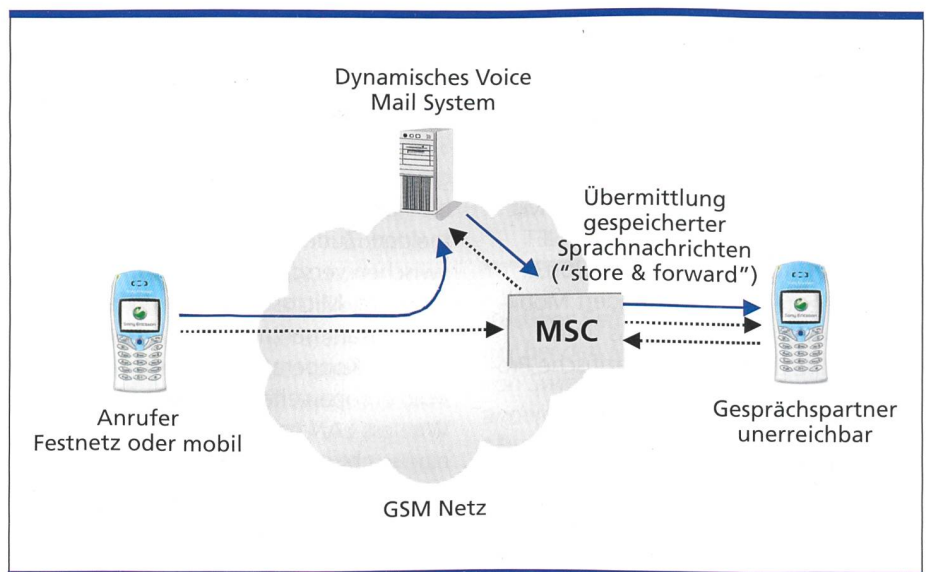 Dynamisches Voice
Mail System
Übermittlung
gespeicherter
Sprachnachrichten
("store & forward")
MSC
Anrufer
Festnetz oder mobil
Gesprächspartner
unerreichbar
GSM Netz